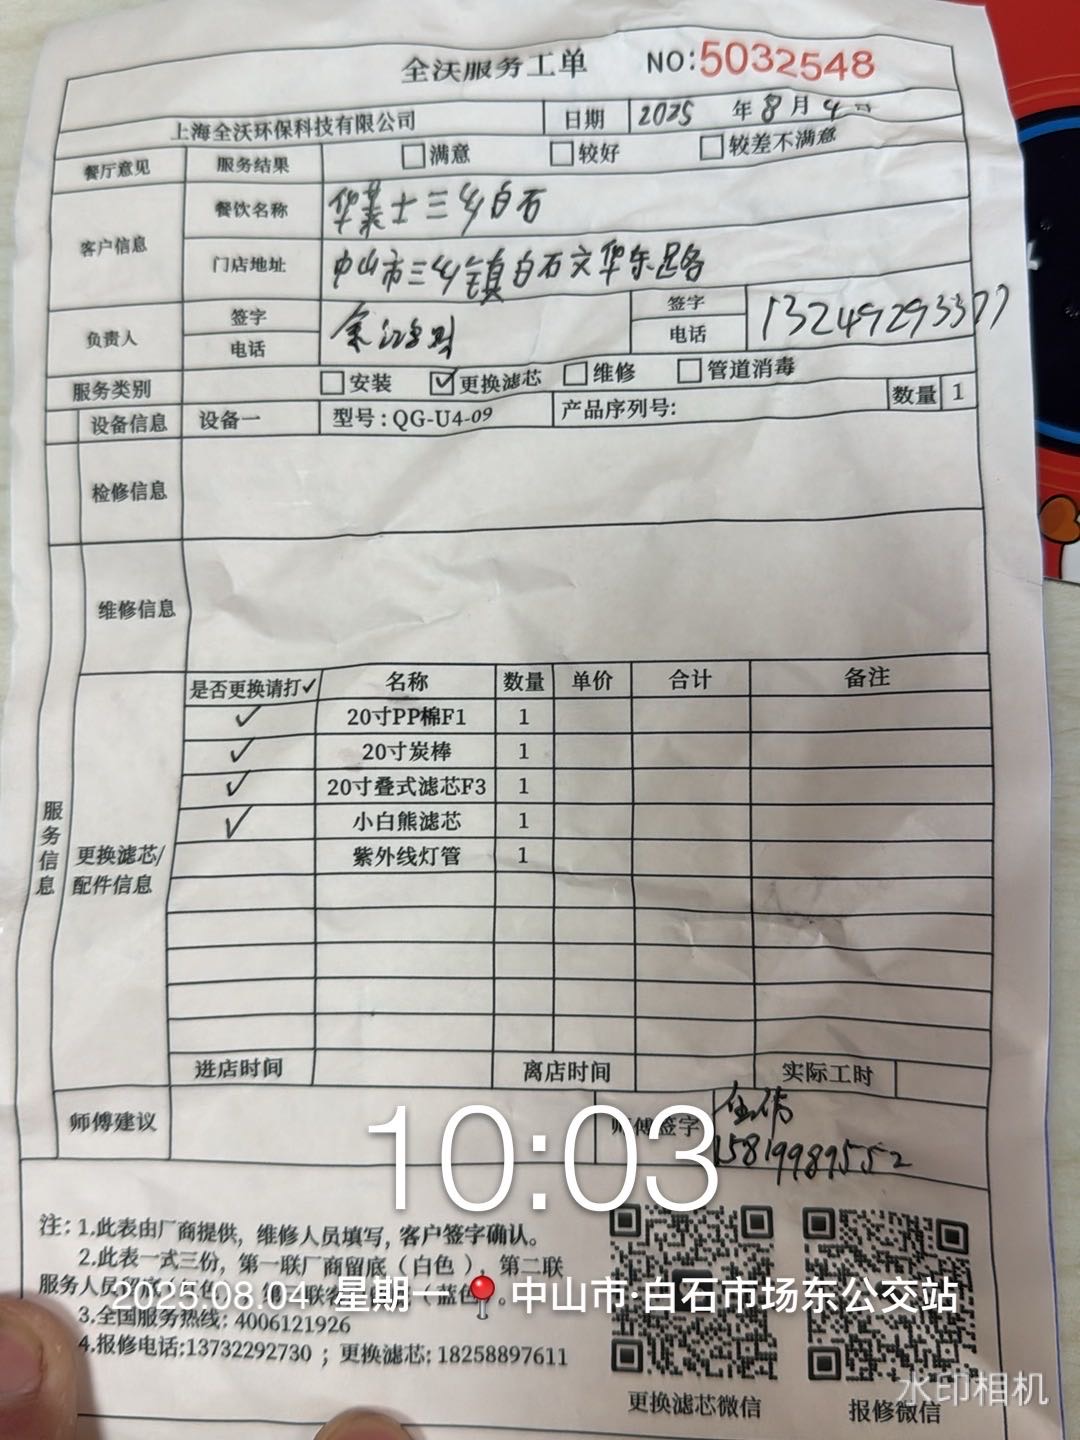 全沃服务工单 NO:5032548
上海全沃环保科技有限公司 日期 2025 年 8 月 4 日
餐厅意见 服务结果 □满意 □较好 □较差不满意
客户信息 餐饮名称 华莱士三乡白石
门店地址 中山市三乡镇白石文华东路
负责人 签字 电话 签字 电话 13249293377
服务类别 □安装 ☑更换滤芯 □维修 □管道消毒
设备信息 设备一 型号:QG-U4-09 产品序列号: 数量 1
检修信息
维修信息
服务信息
更换滤芯/
配件信息
是否更换请打✓ 名称 数量 单价 合计 备注
✓ 20寸PP棉F1 1
✓ 20寸炭棒 1
✓ 20寸叠式滤芯F3 1
✓ 小白熊滤芯 1
紫外线灯管 1
进店时间 离店时间 实际工时
师傅建议 师傅签字
15819989552
10:03
注: 1.此表由厂商提供，维修人员填写, 客户签字确认。
2.此表一式三份，第一联厂商留底（白色），第二联
服务人员 联客 （蓝色）。
2025.08.04 星期一 中山市·白石市场东公交站
3.全国服务热线: 4006121926
4.报修电话:13732292730 ；更换滤芯: 18258897611
更换滤芯微信 报修微信
水印相机